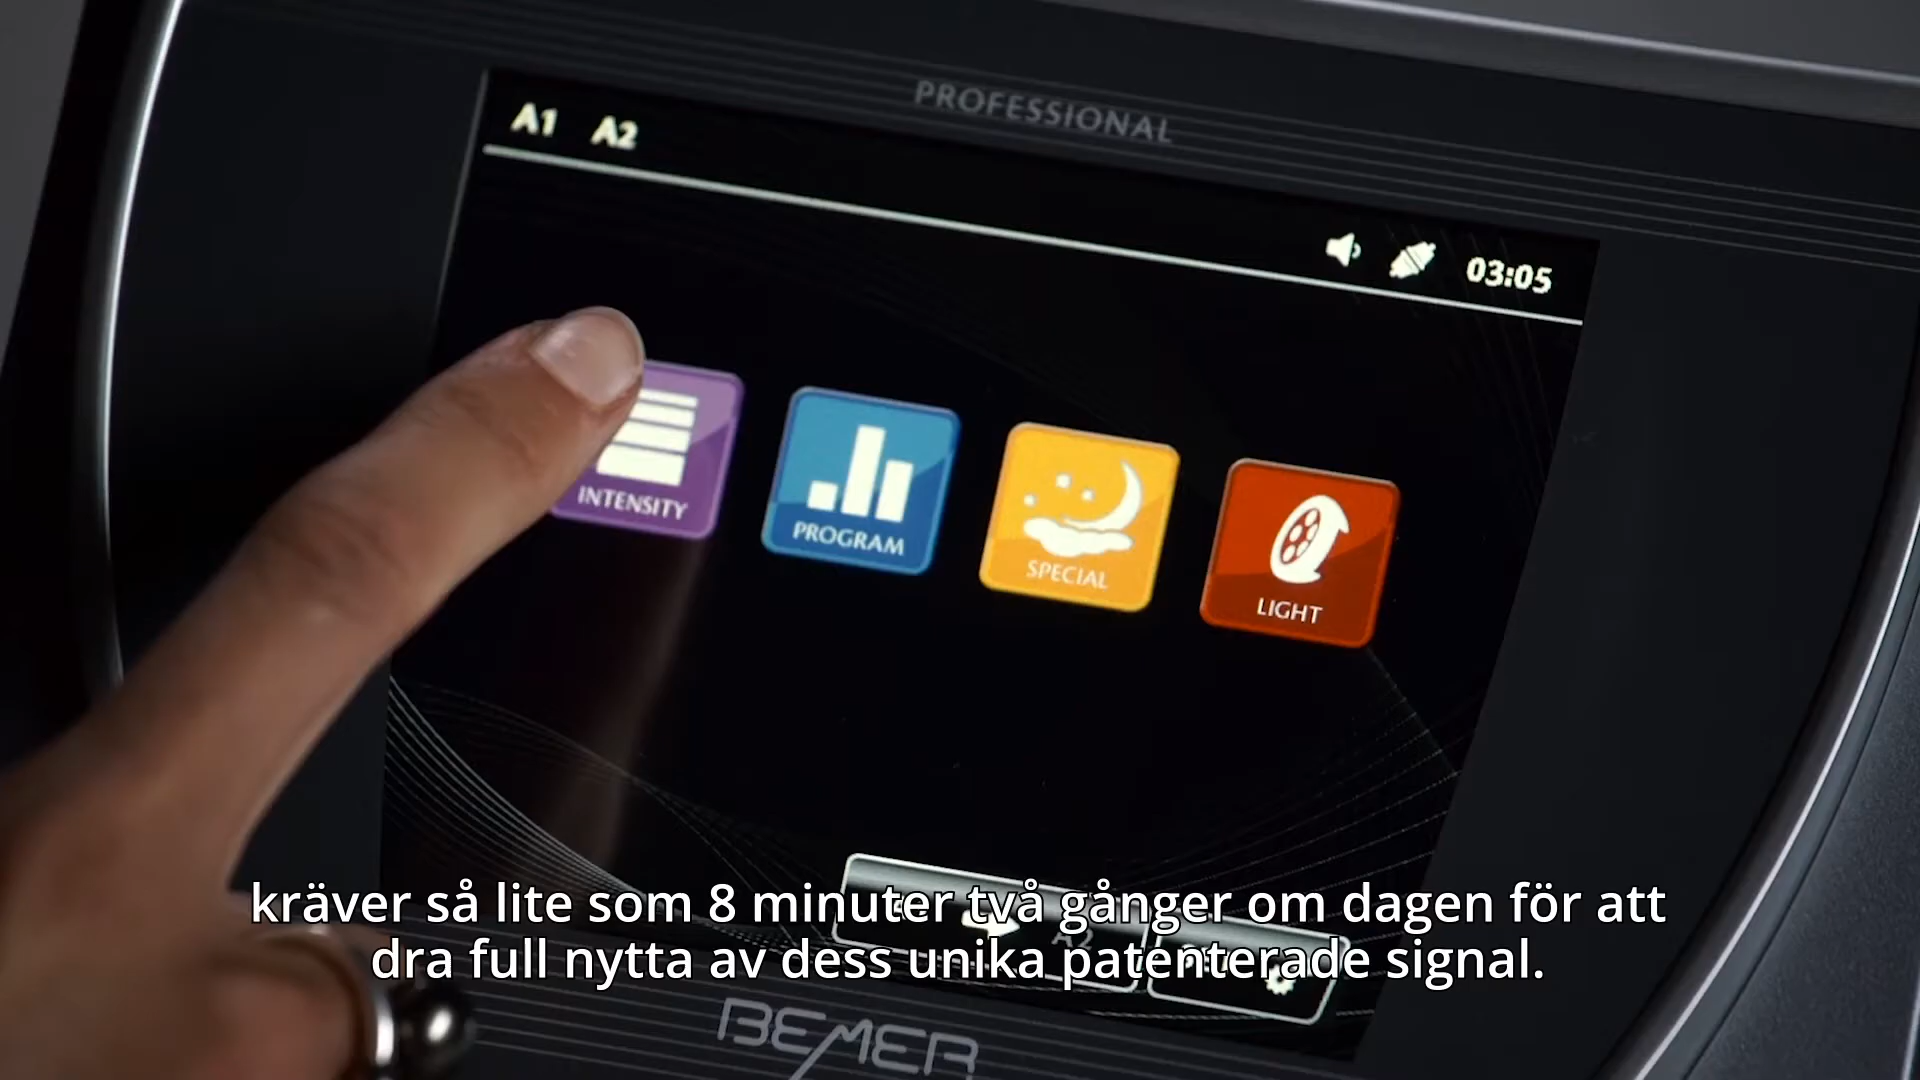 PROFESSIONAL
A1 A2
03:05
INTENSITY
PROGRAM
SPECIAL
LIGHT
A2
kräver så lite som 8 minuter två gånger om dagen för att
dra full nytta av dess unika patenterade signal.
BEMER